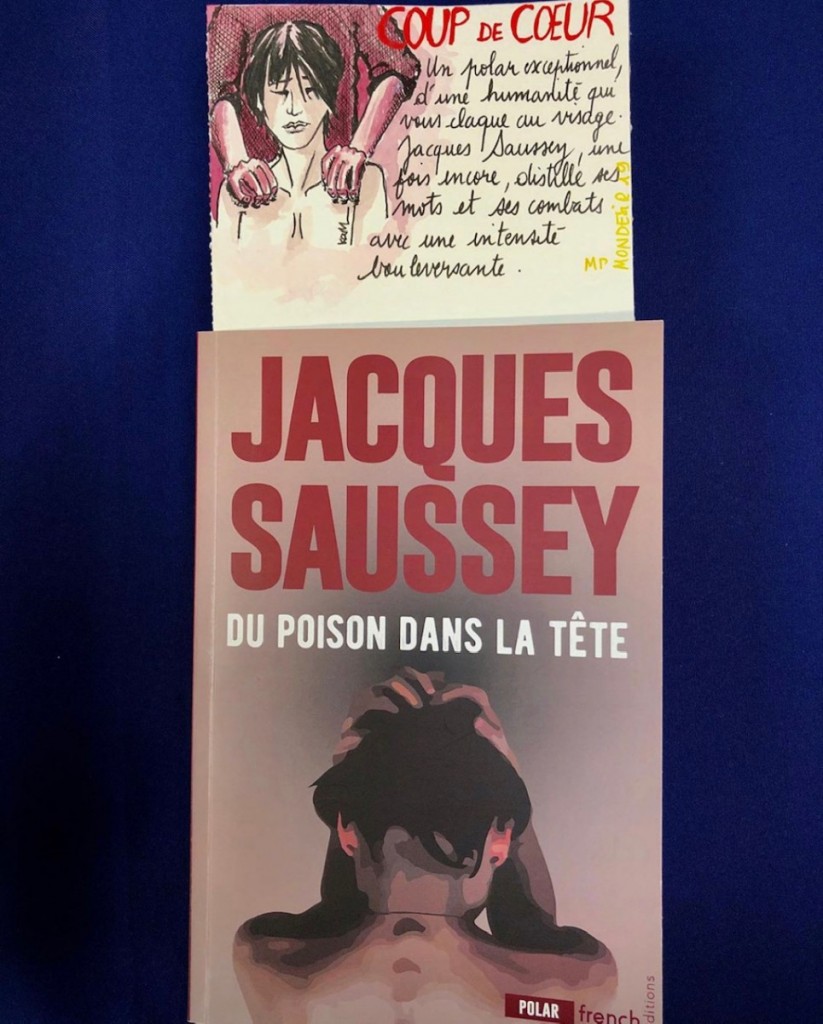 COUP DE CŒUR
Un polar exceptionnel,
d'une humanité qui
vous claque au visage.
Jacques Saussey, une
fois encore, distille ses
mots et ses combats
avec une intensité
bouleversante.
MP
JACQUES
SAUSSEY
DU POISON DANS LA TÊTE
POLAR
french
ditions